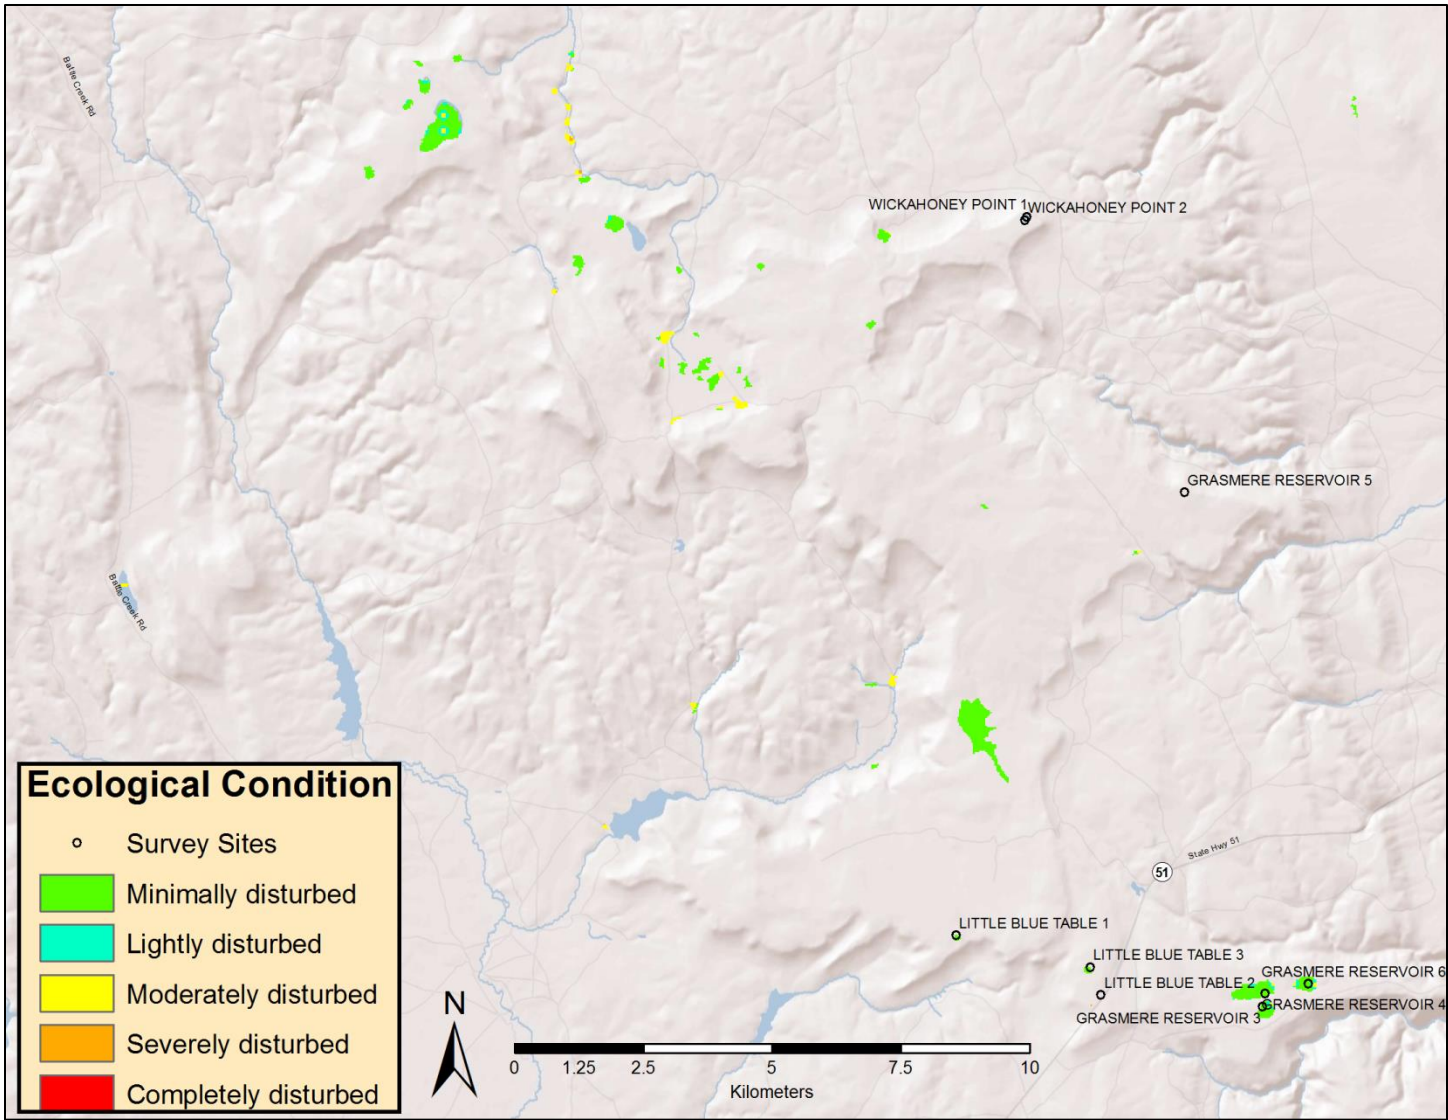 Battle Creek Rd
WICKAHONEY POINT 1
WICKAHONEY POINT 2
GRASMERE RESERVOIR 5
Battle Creek Rd
State Hwy 51
51
LITTLE BLUE TABLE 1
LITTLE BLUE TABLE 3
GRASMERE RESERVOIR 6
LITTLE BLUE TABLE 2
GRASMERE RESERVOIR 4
GRASMERE RESERVOIR 3
Ecological Condition
Survey Sites
Minimally disturbed
Lightly disturbed
Moderately disturbed
Severely disturbed
Completely disturbed
N
0 1.25 2.5 5 7.5 10
Kilometers